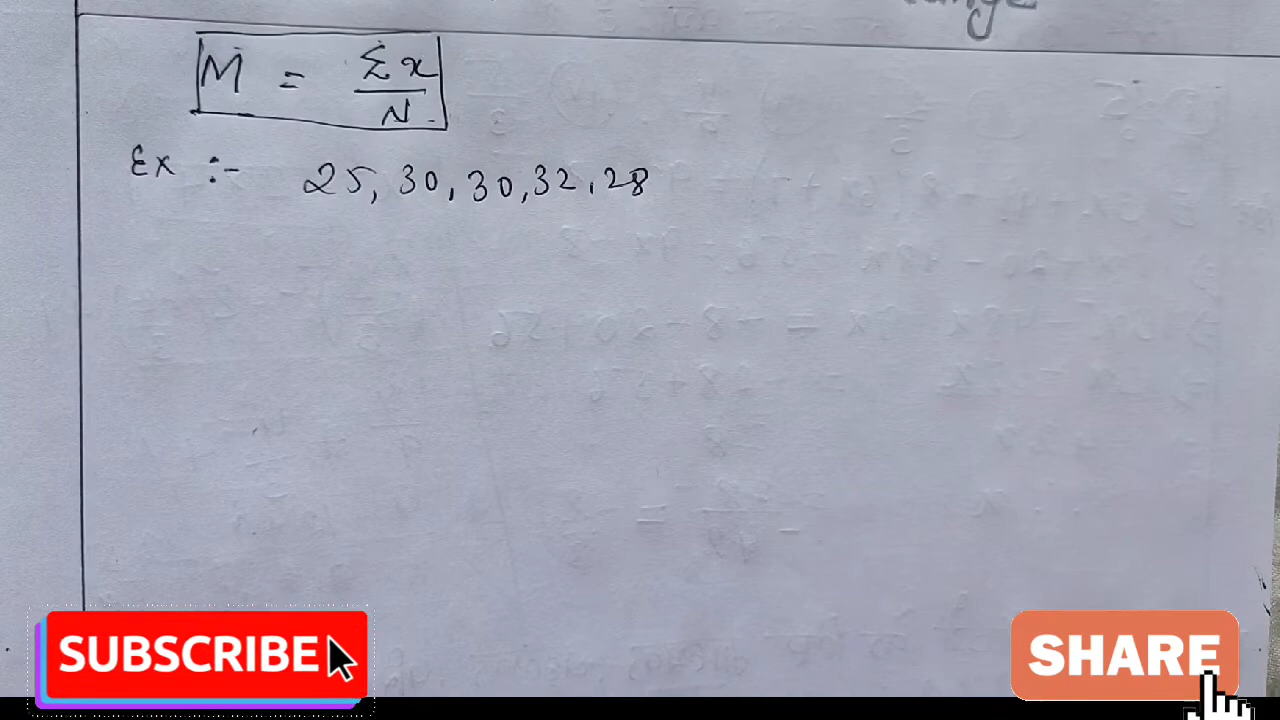 M = Σx
N
Ex :- 25, 30, 30, 32, 28
SUBSCRIBE
SHARE